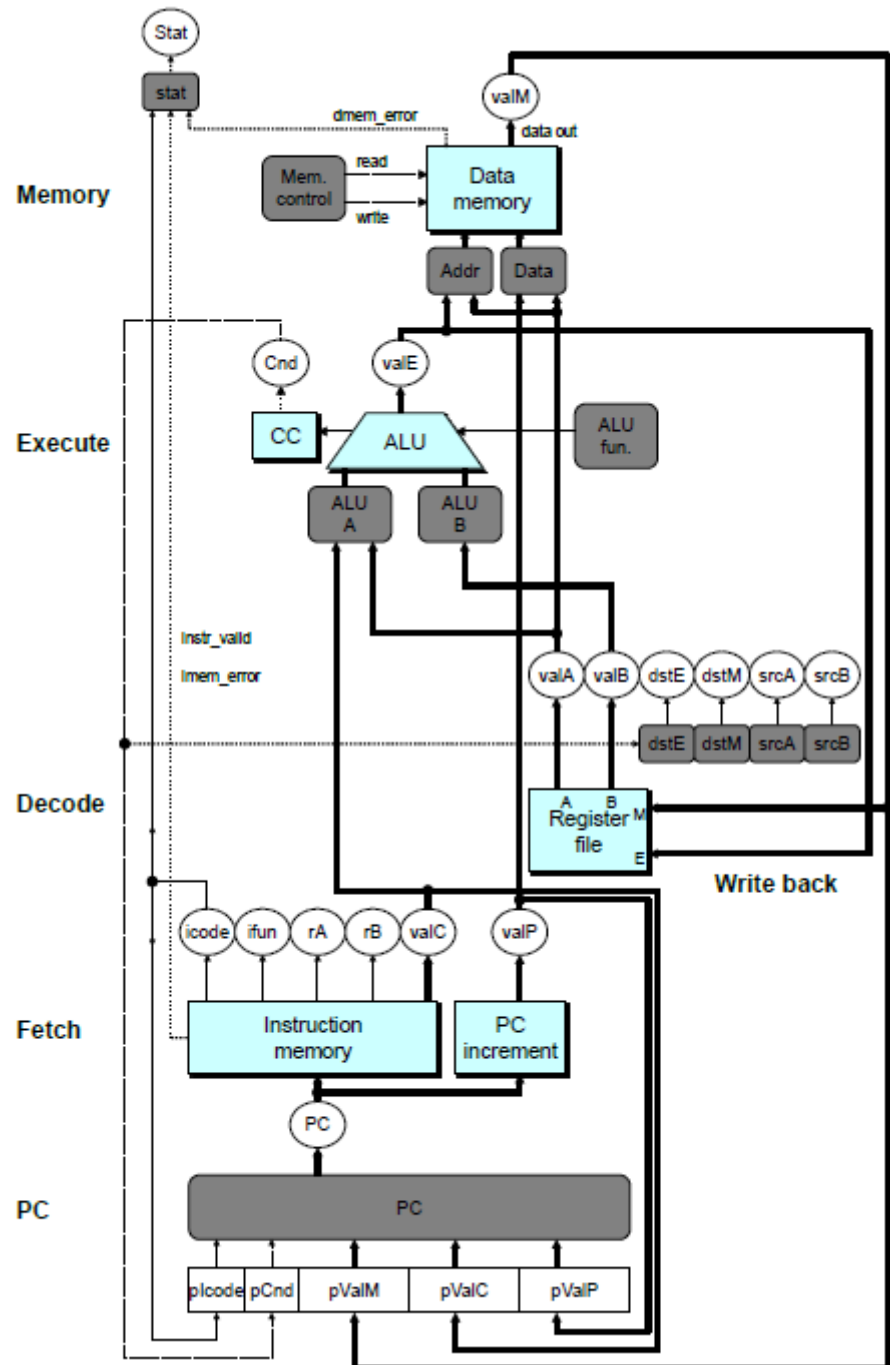 Stat
stat
valM
dmem_error
data out
read
Mem.
control
Data
memory
Memory
write
Addr
Data
Cnd
valE
CC
ALU
ALU
fun.
Execute
ALU
A
ALU
B
Instr_valid
Imem_error
valA
valB
dstE
dstM
srcA
srcB
dstE
dstM
srcA
srcB
Decode
A
B
M
Register
file
E
Write back
icode
ifun
rA
rB
valC
valP
Fetch
Instruction
memory
PC
increment
PC
PC
PC
pIcode
pCnd
pValM
pValC
pValP